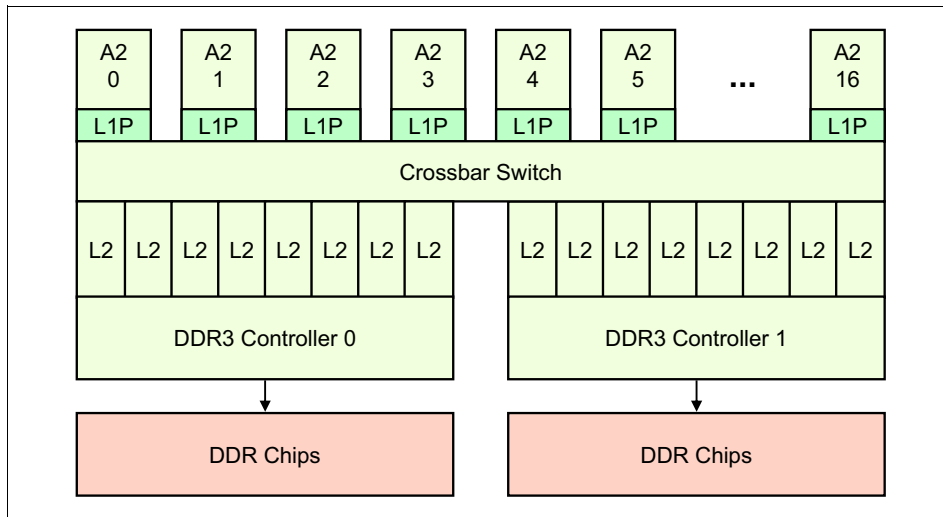 A2 A2 A2 A2 A2 A2 A2
0 1 2 3 4 5 ... 16
L1P L1P L1P L1P L1P L1P L1P
Crossbar Switch
L2 L2 L2 L2 L2 L2 L2 L2 L2 L2 L2 L2 L2 L2 L2 L2
DDR3 Controller 0 DDR3 Controller 1
DDR Chips DDR Chips